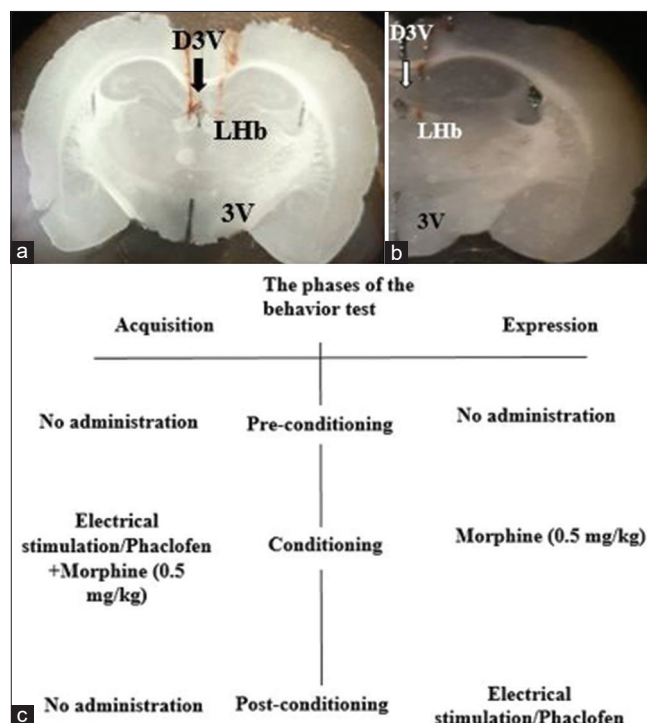 D3V
LHb
3V
a
D3V
LHb
3V
b
The phases of the
behavior test
Acquisition
Expression
No administration
Pre-conditioning
No administration
Electrical
stimulation/Phaclofen
+Morphine (0.5
mg/kg)
Conditioning
Morphine (0.5 mg/kg)
No administration
Post-conditioning
Electrical
stimulation/Phaclofen
c